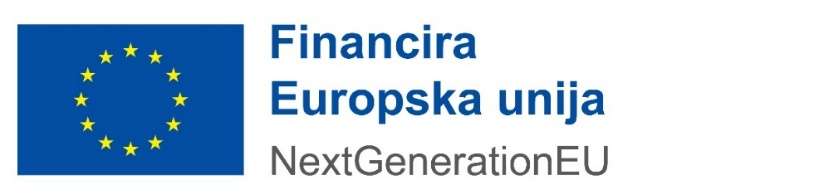 Financira
Europska unija
NextGenerationEU